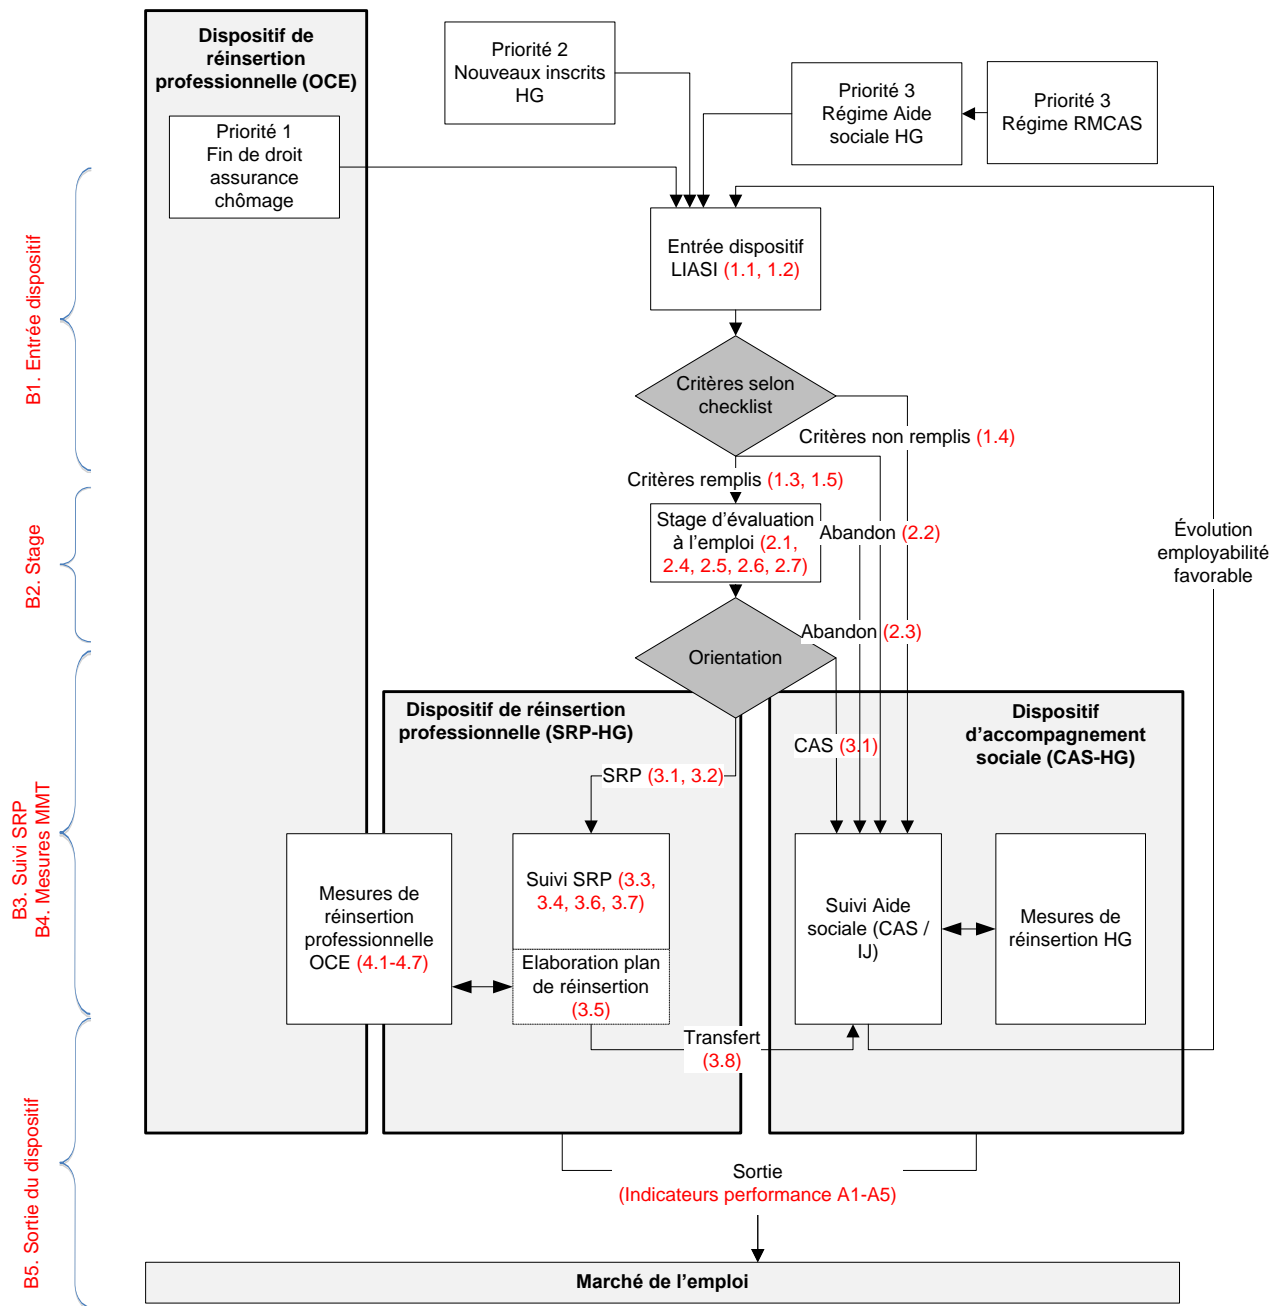 Dispositif de
réinsertion
professionnelle (OCE)
Priorité 1
Fin de droit
assurance
chômage
Priorité 2
Nouveaux inscrits
HG
Priorité 3
Régime Aide
sociale HG
Priorité 3
Régime RMCAS
B1. Entrée dispositif
Entrée dispositif
LIASI (1.1, 1.2)
Critères selon
checklist
Critères non remplis (1.4)
Critères remplis (1.3, 1.5)
B2. Stage
Stage d'évaluation
à l'emploi (2.1,
2.4, 2.5, 2.6, 2.7)
Abandon (2.2)
Évolution
employabilité
favorable
Abandon (2.3)
Orientation
Dispositif de réinsertion
professionnelle (SRP-HG)
Dispositif
d'accompagnement
sociale (CAS-HG)
CAS (3.1)
SRP (3.1, 3.2)
B3. Suivi SRP
B4. Mesures MMT
Mesures de
réinsertion
professionnelle
OCE (4.1-4.7)
Suivi SRP (3.3,
3.4, 3.6, 3.7)
Elaboration plan
de réinsertion
(3.5)
Suivi Aide
sociale (CAS /
IJ)
Mesures de
réinsertion HG
Transfert
(3.8)
B5. Sortie du dispositif
Sortie
(Indicateurs performance A1-A5)
Marché de l'emploi